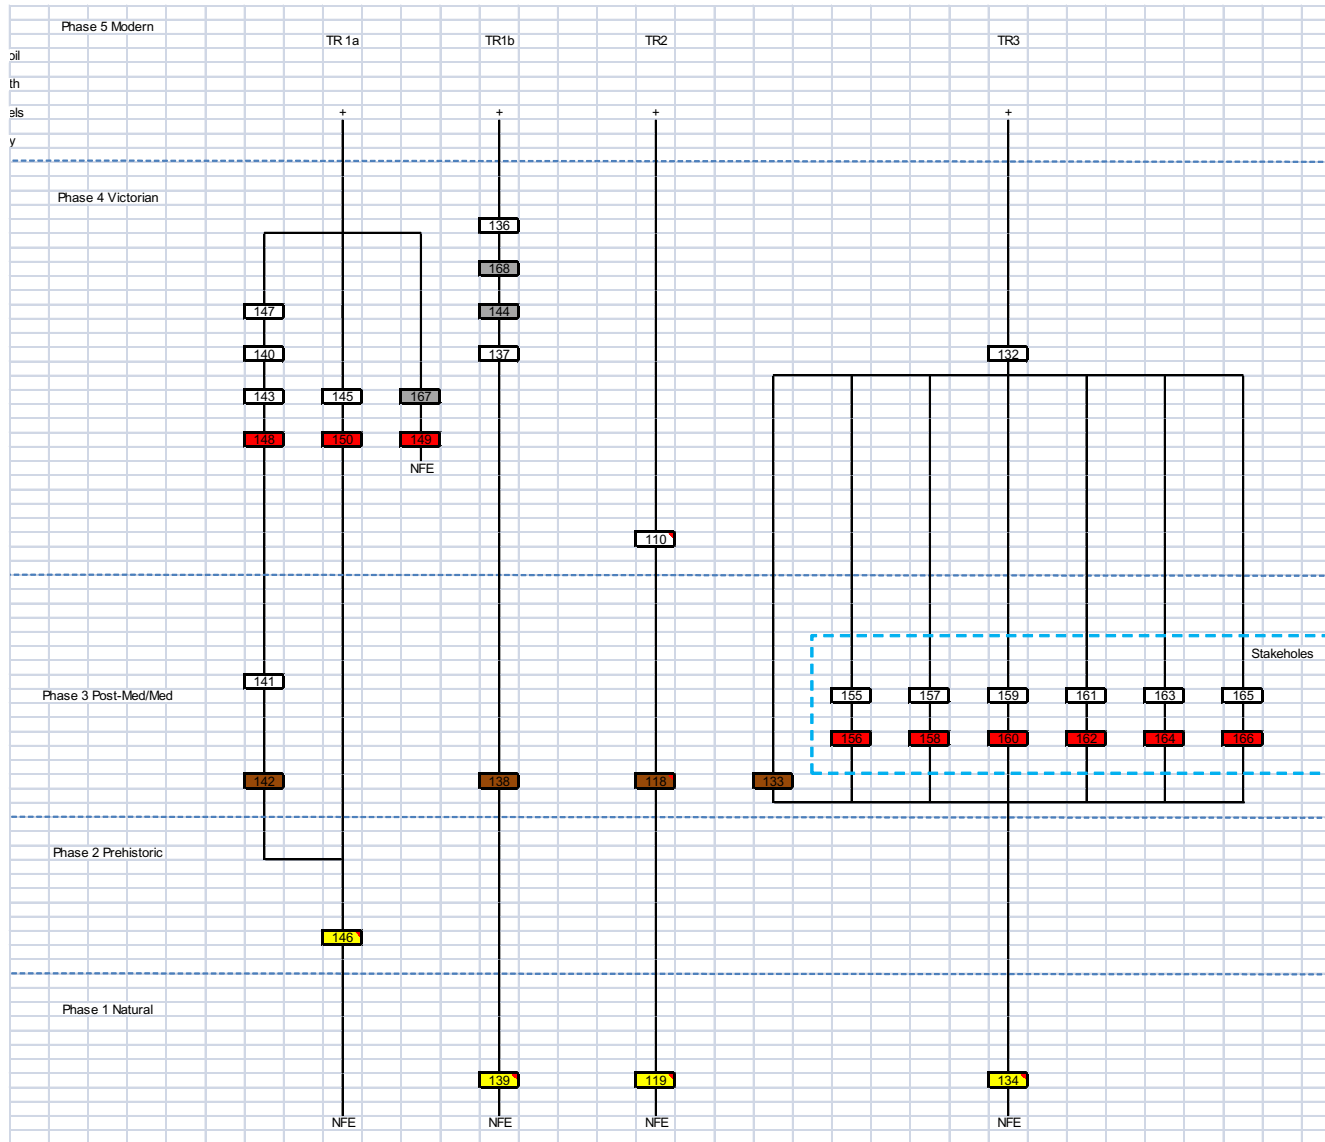 Phase 5 Modern
TR 1a TR1b TR2 TR3
oil
th
els
y
+ + + +
Phase 4 Victorian
136
168
147 144
140 137 132
143 145 167
148 150 149
NFE
110
Stakeholes
141
Phase 3 Post-Med/Med 155 157 159 161 163 165
156 158 160 162 164 166
142 138 118 133
Phase 2 Prehistoric
146
Phase 1 Natural
139 119 134
NFE NFE NFE NFE